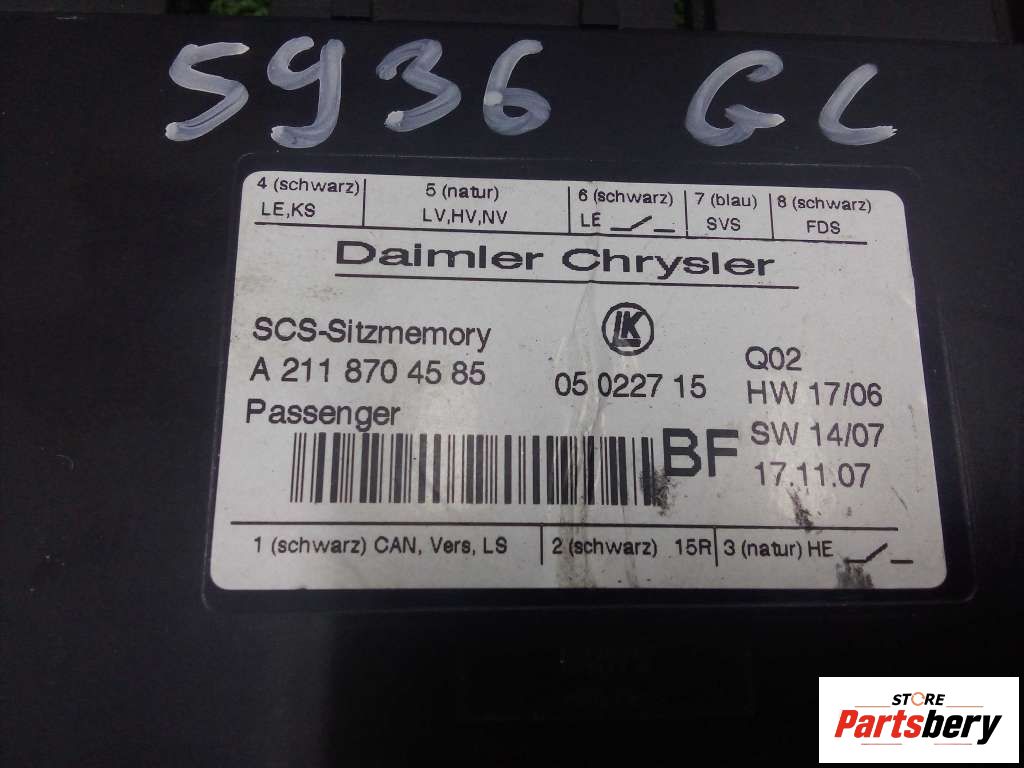 5936 GL
4 (schwarz) 5 (natur) 6 (schwarz) 7 (blau) 8 (schwarz)
LE,KS LV,HV,NV LE SVS FDS
Daimler Chrysler
SCS-Sitzmemory LK
A 211 870 45 85 05 0227 15 Q02
Passenger HW 17/06
BF SW 14/07
17.11.07
1 (schwarz) CAN, Vers, LS 2 (schwarz) 15R 3 (natur) HE
STORE
Partsbery